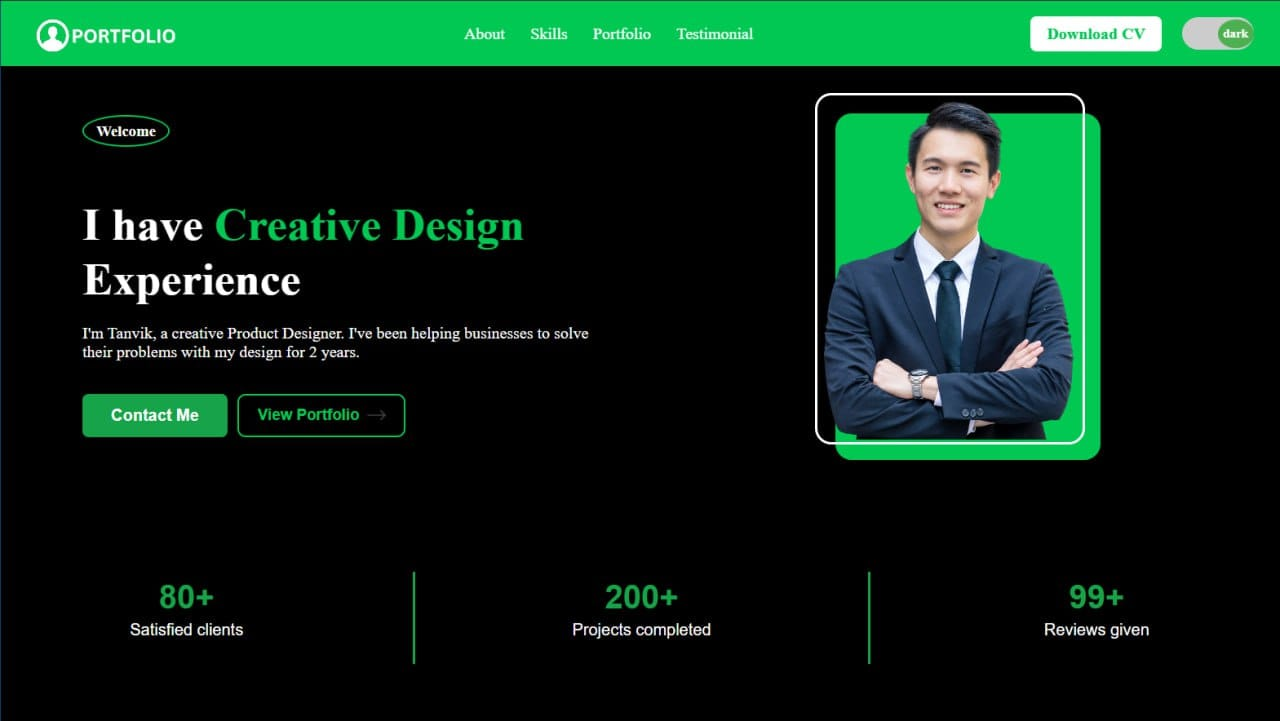 PORTFOLIO
About Skills Portfolio Testimonial
Download CV
dark
Welcome
I have Creative Design
Experience
I'm Tanvik, a creative Product Designer. I've been helping businesses to solve
their problems with my design for 2 years.
Contact Me
View Portfolio →
80+
Satisfied clients
200+
Projects completed
99+
Reviews given